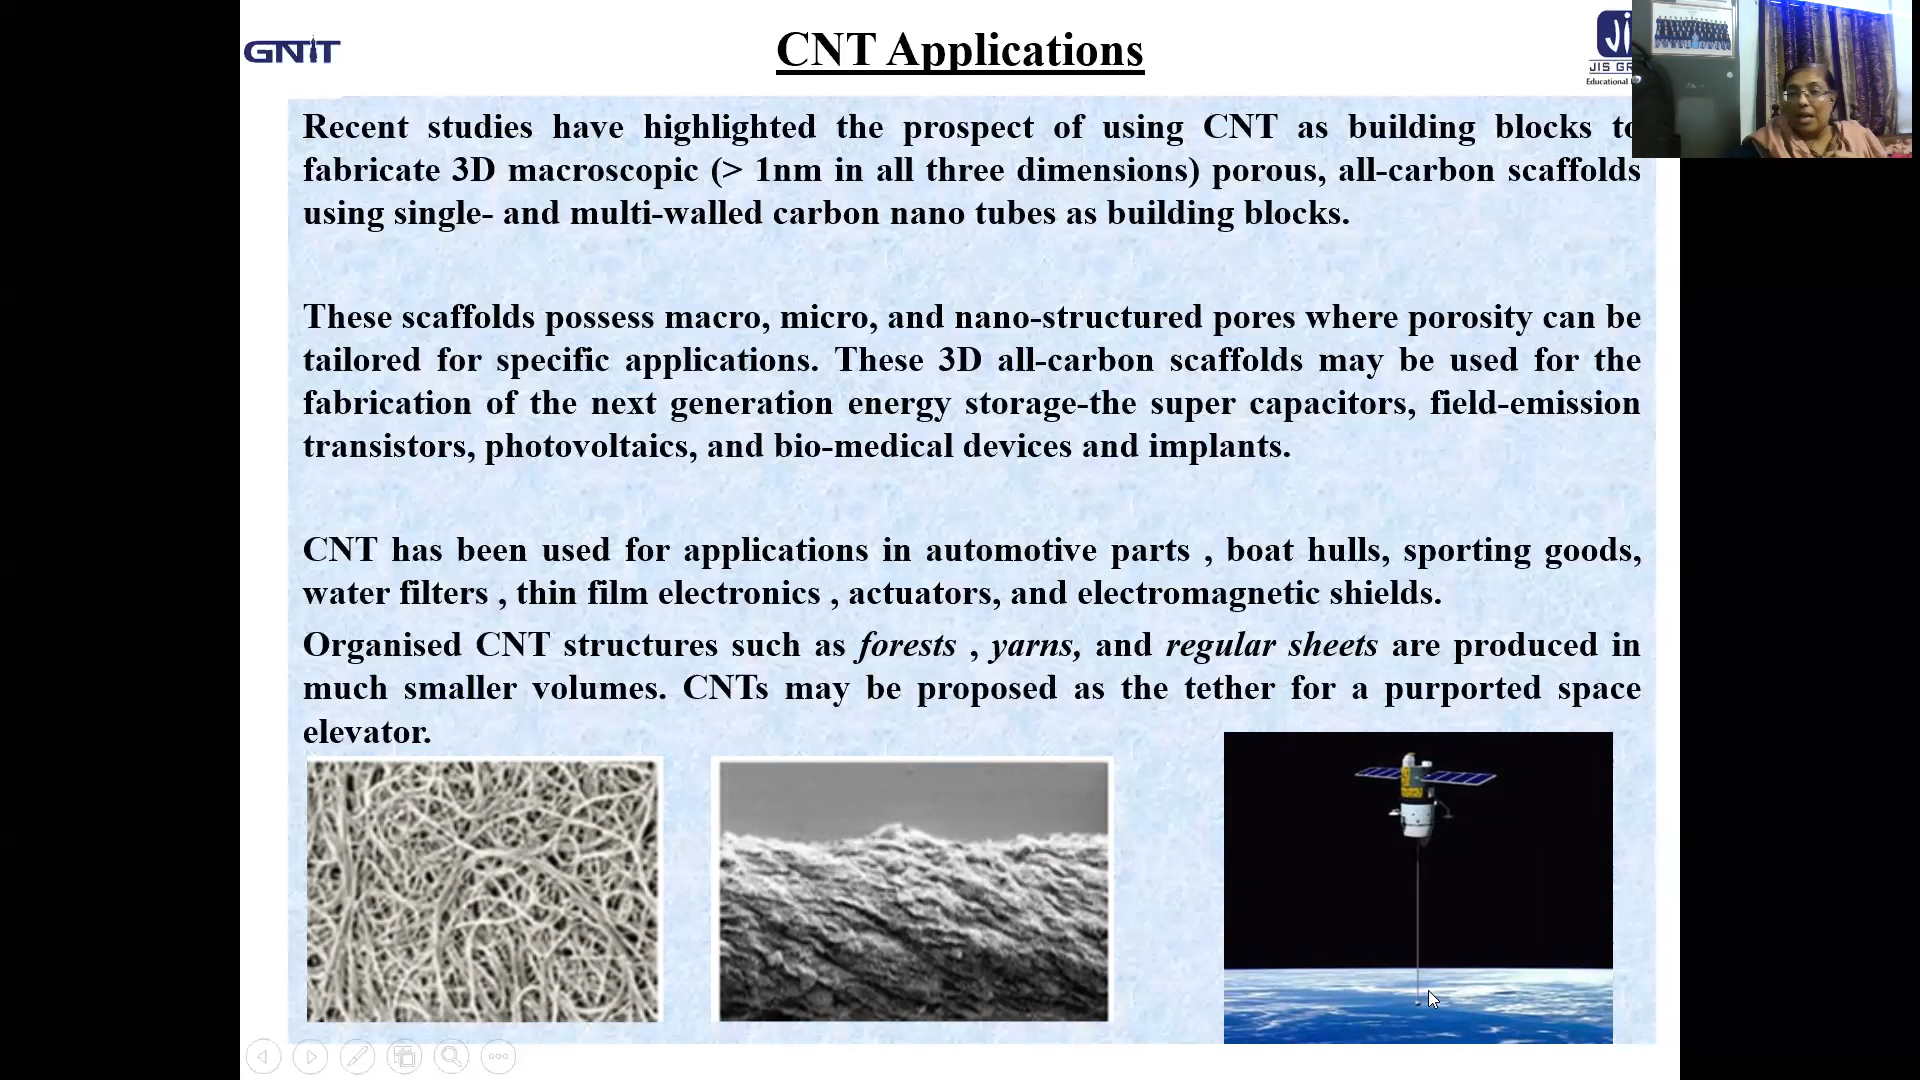 GNIT
CNT Applications
JIS GR
Educational
Recent studies have highlighted the prospect of using CNT as building blocks to
fabricate 3D macroscopic (> 1nm in all three dimensions) porous, all-carbon scaffolds
using single- and multi-walled carbon nano tubes as building blocks.
These scaffolds possess macro, micro, and nano-structured pores where porosity can be
tailored for specific applications. These 3D all-carbon scaffolds may be used for the
fabrication of the next generation energy storage-the super capacitors, field-emission
transistors, photovoltaics, and bio-medical devices and implants.
CNT has been used for applications in automotive parts , boat hulls, sporting goods,
water filters , thin film electronics , actuators, and electromagnetic shields.
Organised CNT structures such as forests , yarns, and regular sheets are produced in
much smaller volumes. CNTs may be proposed as the tether for a purported space
elevator.